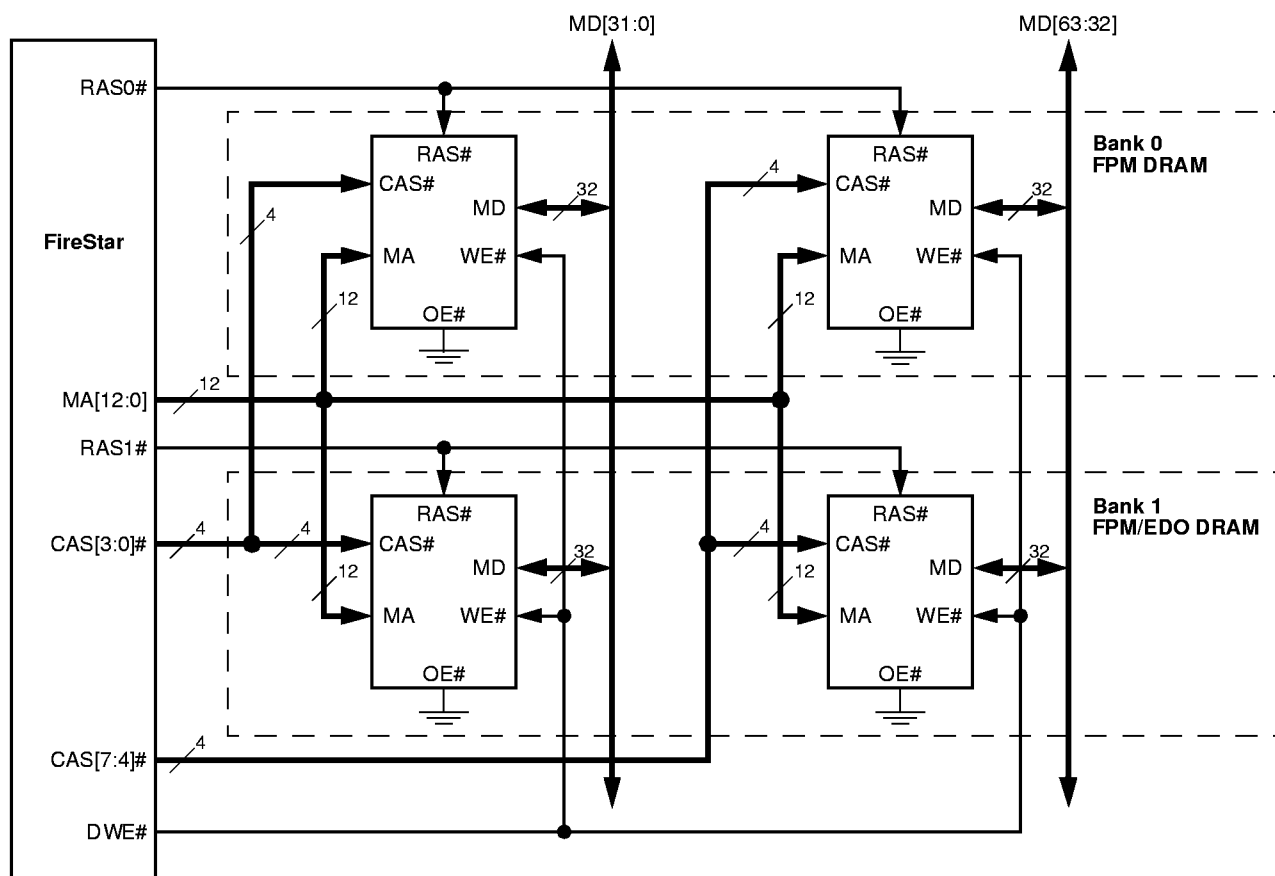 MD[31:0]
MD[63:32]
RAS0#
RAS#
RAS#
Bank 0
FPM DRAM
CAS#
4
CAS#
MD
32
MD
32
4
FireStar
MA
WE#
MA
WE#
12
12
OE#
OE#
MA[12:0]
12
RAS1#
RAS#
RAS#
Bank 1
FPM/EDO DRAM
CAS[3:0]#
4
4
CAS#
4
CAS#
MD
32
MD
32
12
12
MA
WE#
MA
WE#
OE#
OE#
CAS[7:4]#
4
DWE#